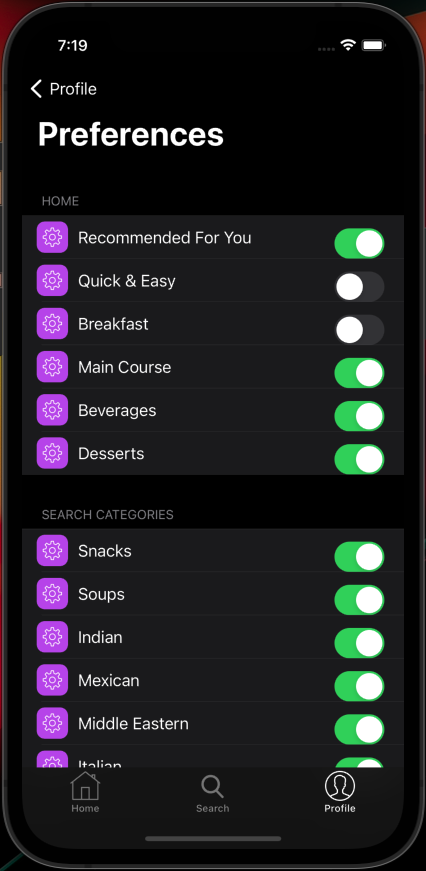 7:19
Profile
Preferences
HOME
Recommended For You
Quick & Easy
Breakfast
Main Course
Beverages
Desserts
SEARCH CATEGORIES
Snacks
Soups
Indian
Mexican
Middle Eastern
Italian
Home
Search
Profile